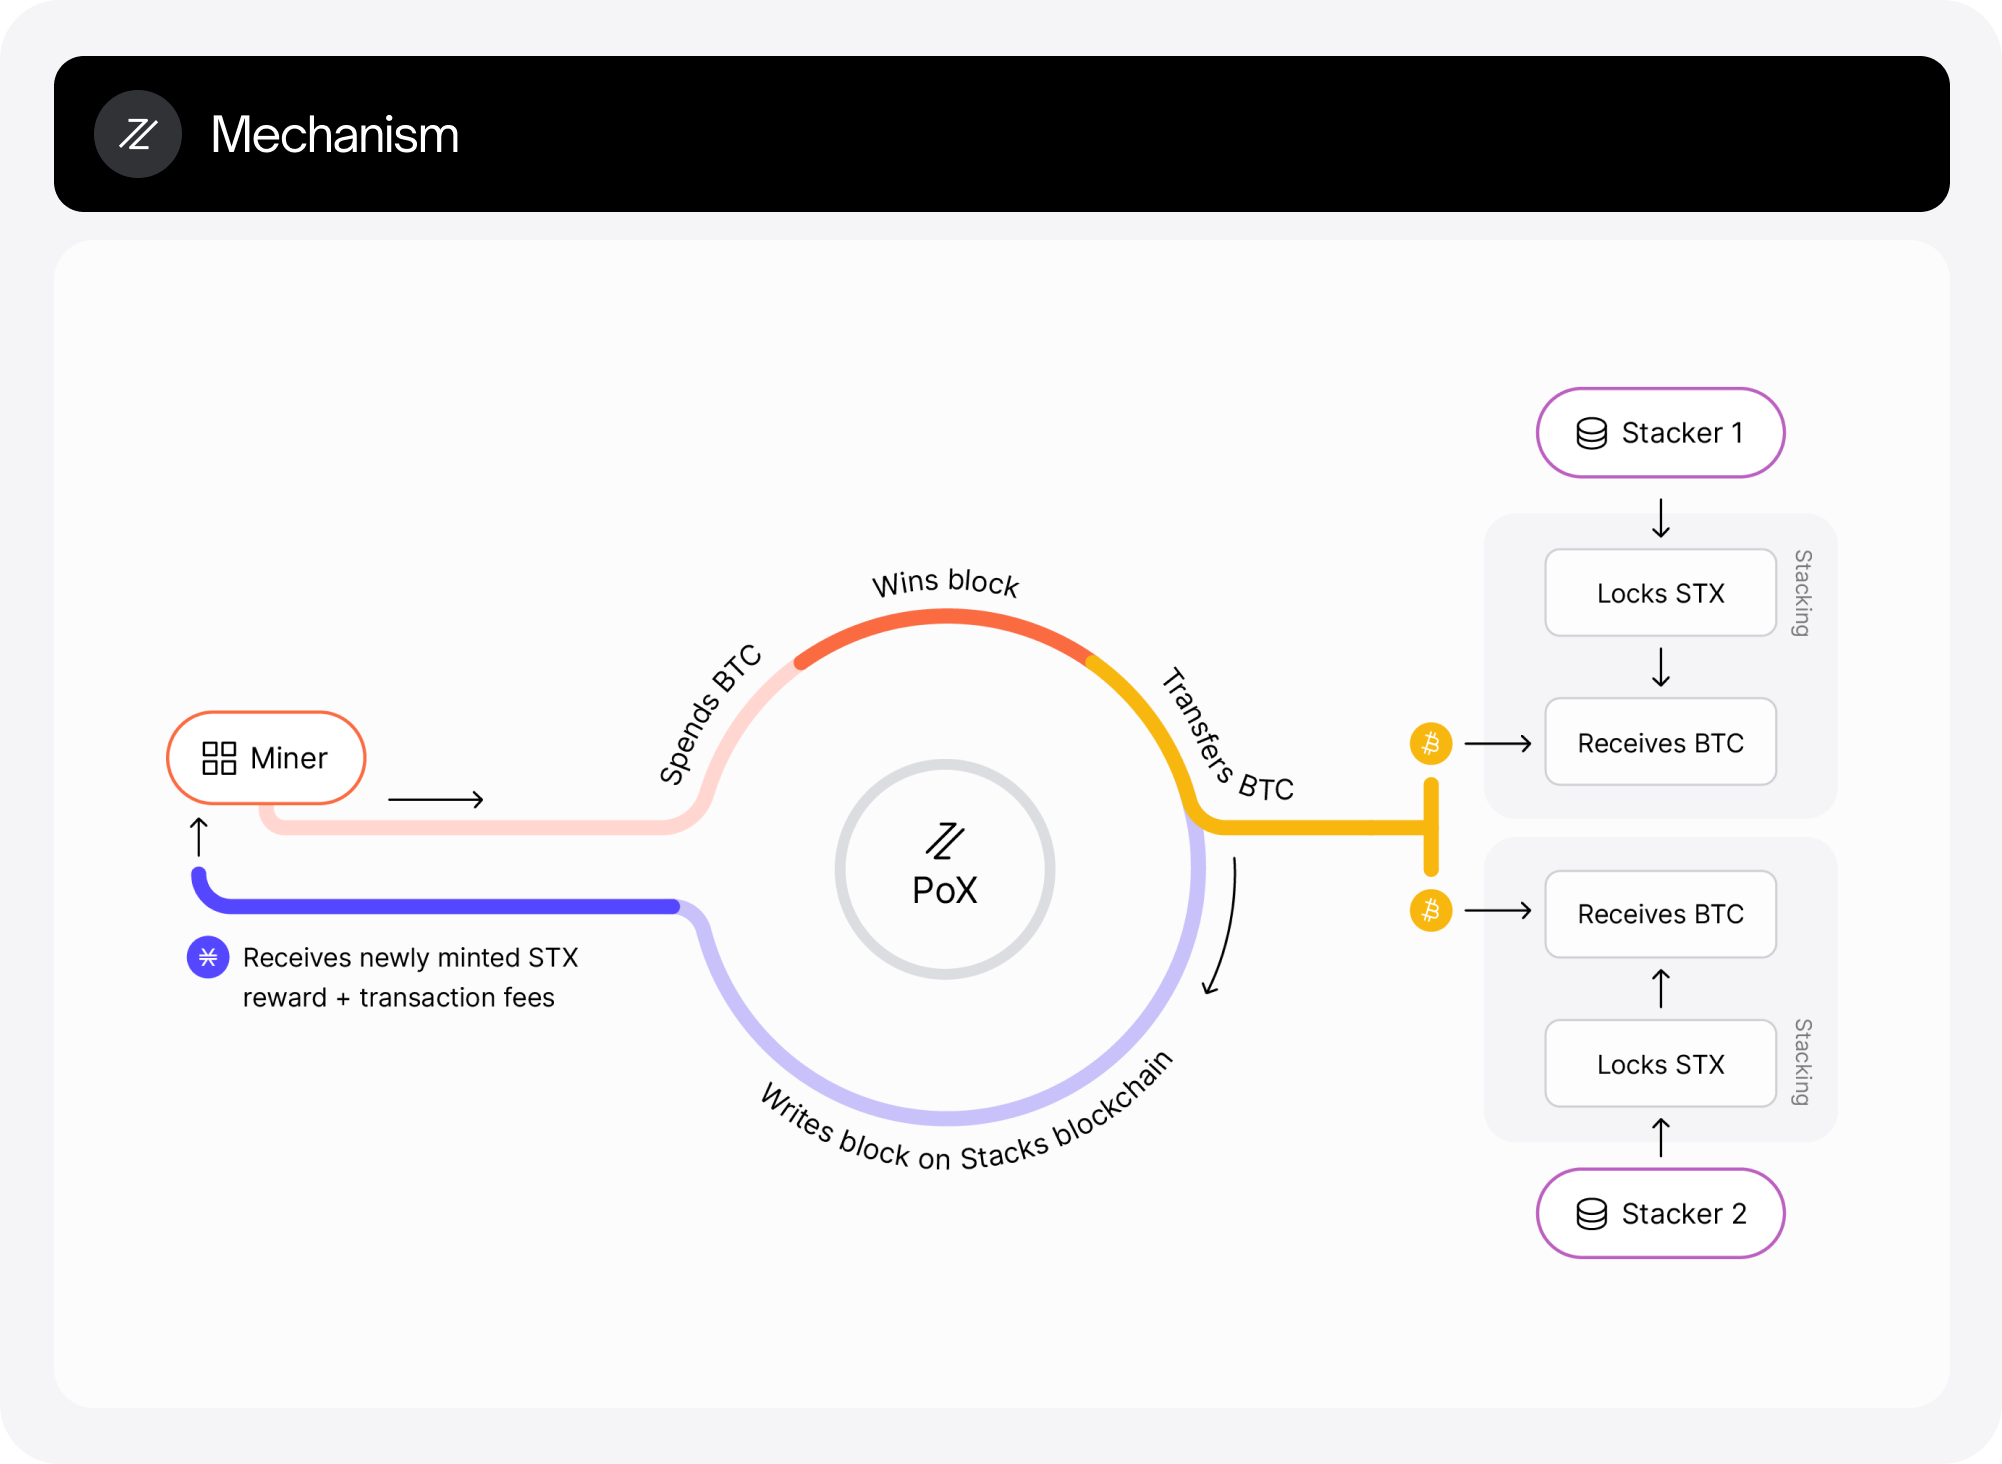 Mechanism
Stacker 1
Locks STX
Stacking
Receives BTC
Wins block
Spends BTC
Transfers BTC
Miner
PoX
Receives newly minted STX
reward + transaction fees
Writes block on Stacks blockchain
Receives BTC
Locks STX
Stacking
Stacker 2